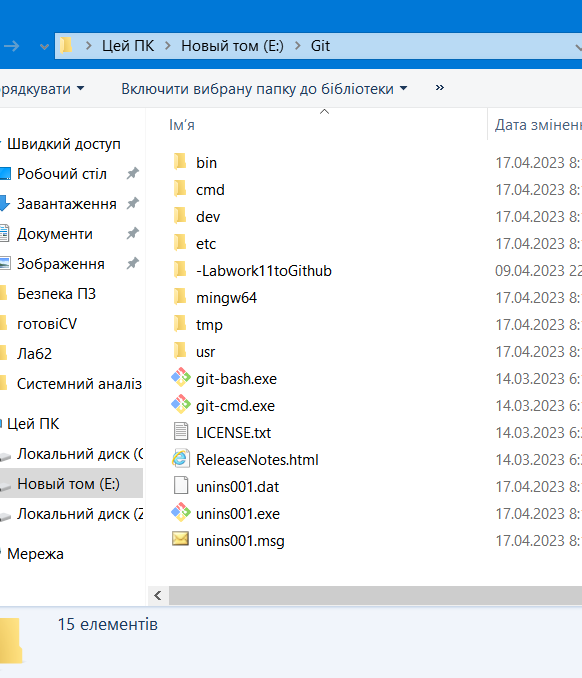 Цей ПК > Новый том (E:) > Git
рядкувати Включити вибрану папку до бібліотеки »
Ім’я Дата змінен
Швидкий доступ
Робочий стіл
Завантаження
Документи
Зображення
Безпека ПЗ
готовіCV
Лаб2
Системний аналіз
Цей ПК
Локальний диск (C
Новый том (E:)
Локальний диск (Z
Мережа
bin 17.04.2023 8:
cmd 17.04.2023 8:
dev 17.04.2023 8:
etc 17.04.2023 8:
-Labwork11toGithub 09.04.2023 22
mingw64 17.04.2023 8:
tmp 17.04.2023 8:
usr 17.04.2023 8:
git-bash.exe 14.03.2023 6:
git-cmd.exe 14.03.2023 6:
LICENSE.txt 14.03.2023 6:
ReleaseNotes.html 14.03.2023 6:
unins001.dat 17.04.2023 8:
unins001.exe 17.04.2023 8:
unins001.msg 17.04.2023 8:
15 елементів